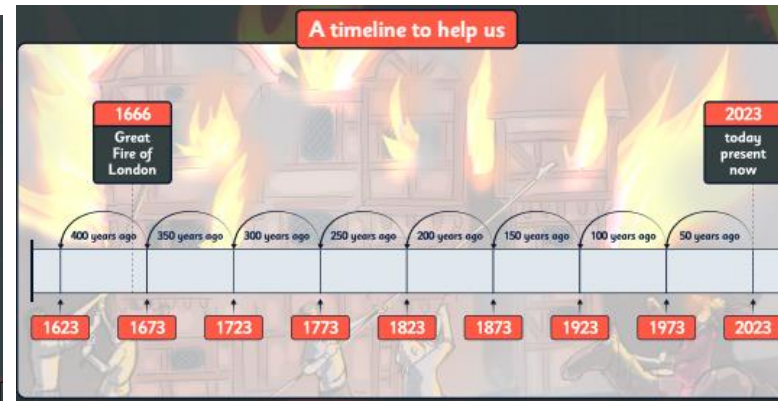 A timeline to help us
1666
Great
Fire of
London
2023
today
present
now
400 years ago
350 years ago
300 years ago
250 years ago
200 years ago
150 years ago
100 years ago
50 years ago
1623
1673
1723
1773
1823
1873
1923
1973
2023